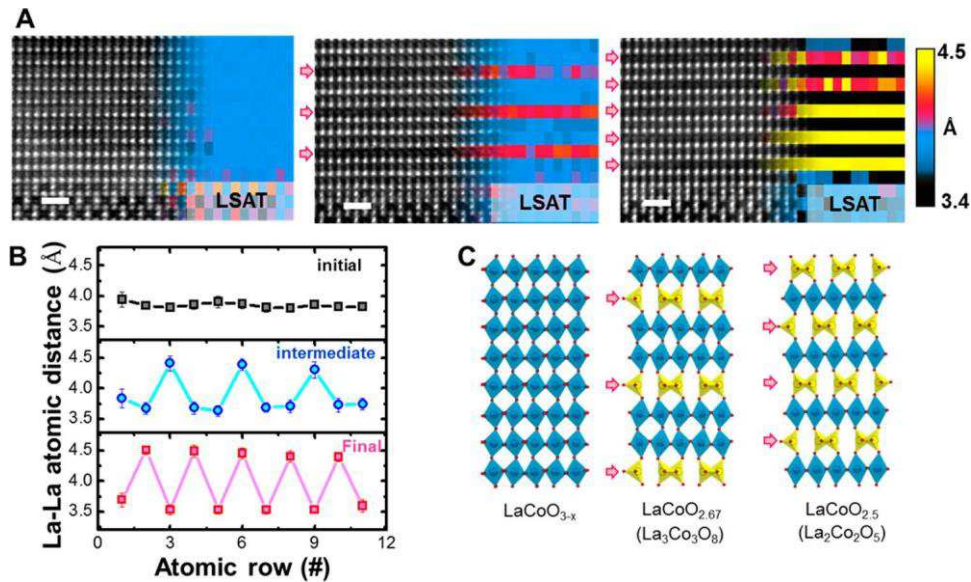 A
LSAT
LSAT
LSAT
4.5
Å
3.4
B
La-La atomic distance (Å)
4.5
4.0
3.5
initial
4.5
4.0
3.5
intermediate
4.5
4.0
3.5
Final
0 3 6 9 12
Atomic row (#)
C
LaCoO3-x
LaCoO2.67
(La3Co3O8)
LaCoO2.5
(La2Co2O5)